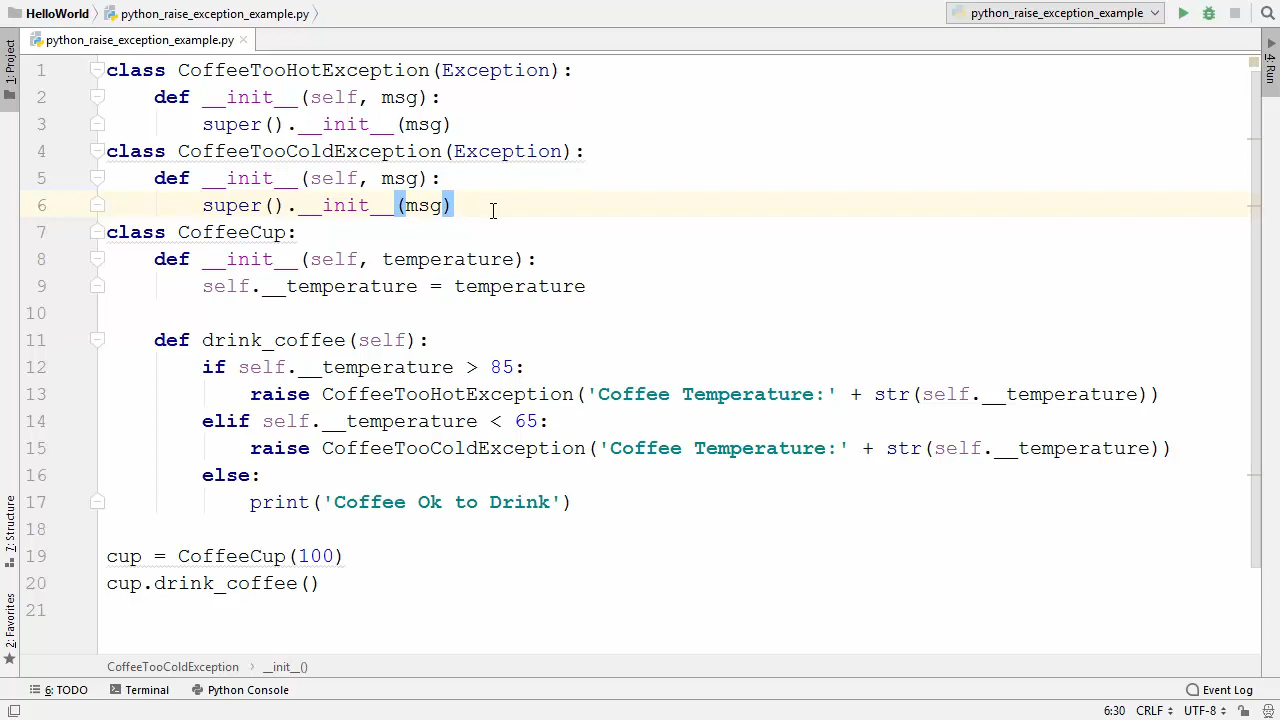 HelloWorld python_raise_exception_example.py python_raise_exception_example
python_raise_exception_example.py
1: Project
4: Run
1 class CoffeeTooHotException(Exception):
2 def __init__(self, msg):
3 super().__init__(msg)
4 class CoffeeTooColdException(Exception):
5 def __init__(self, msg):
6 super().__init__(msg)
7 class CoffeeCup:
8 def __init__(self, temperature):
9 self.__temperature = temperature
10
11 def drink_coffee(self):
12 if self.__temperature > 85:
13 raise CoffeeTooHotException('Coffee Temperature:' + str(self.__temperature))
14 elif self.__temperature < 65:
15 raise CoffeeTooColdException('Coffee Temperature:' + str(self.__temperature))
16 else:
17 print('Coffee Ok to Drink')
18
19 cup = CoffeeCup(100)
20 cup.drink_coffee()
21
7: Structure
2: Favorites
CoffeeTooColdException __init__()
6: TODO Terminal Python Console Event Log
6:30 CRLF UTF-8